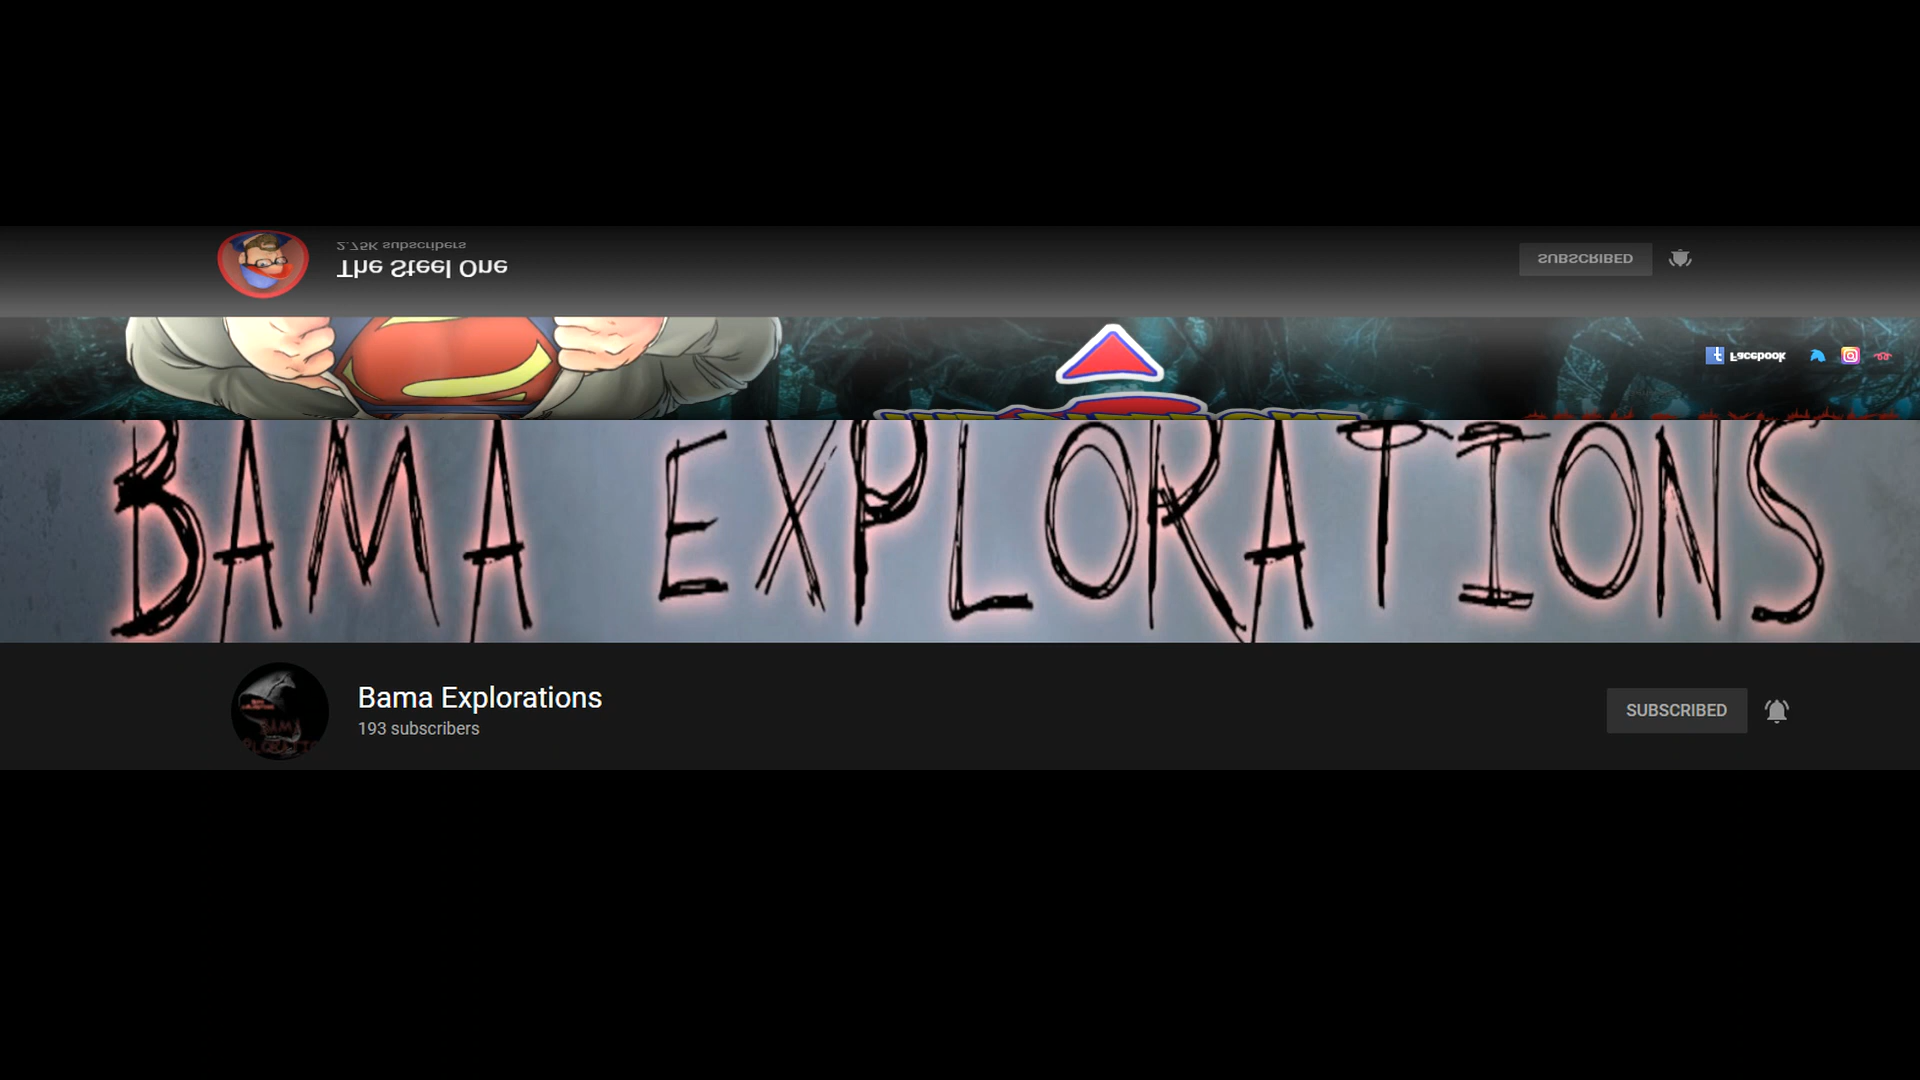 2.75K subscribers
The Steel One
SUBSCRIBED
Facebook
BAMA EXPLORATIONS
Bama Explorations
193 subscribers
SUBSCRIBED